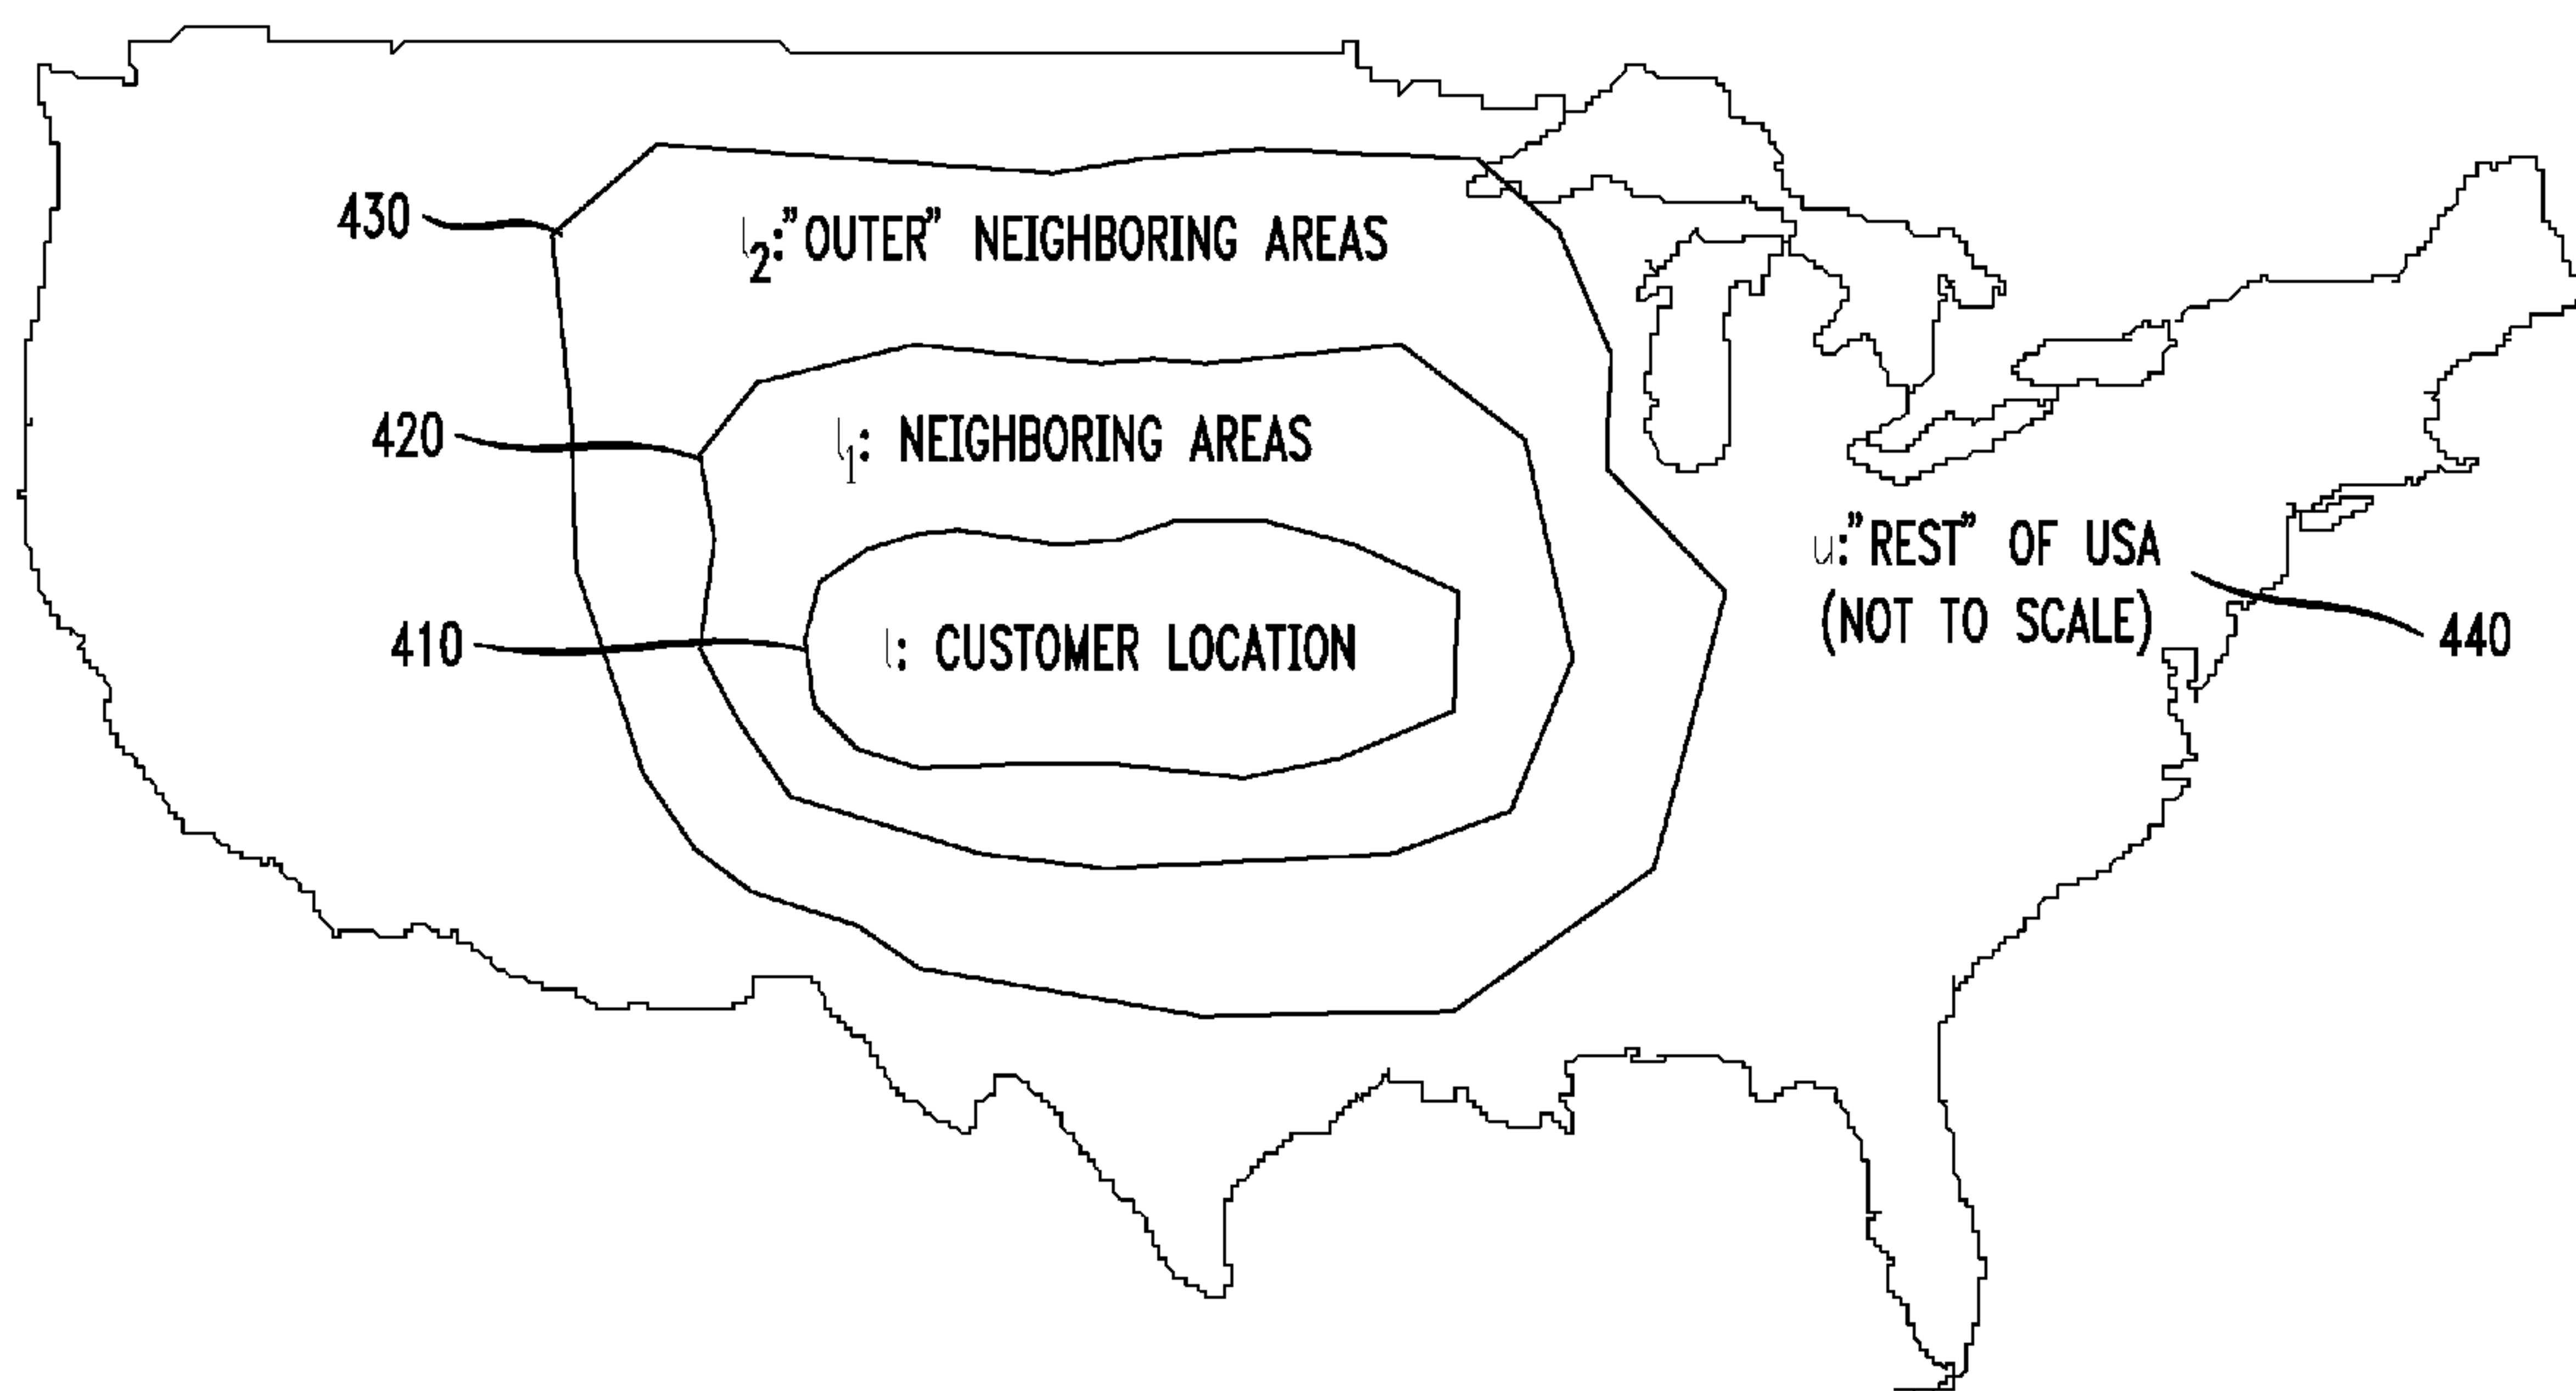 430
l2:"OUTER" NEIGHBORING AREAS
420
l1: NEIGHBORING AREAS
u:"REST" OF USA
(NOT TO SCALE)
410
l: CUSTOMER LOCATION
440